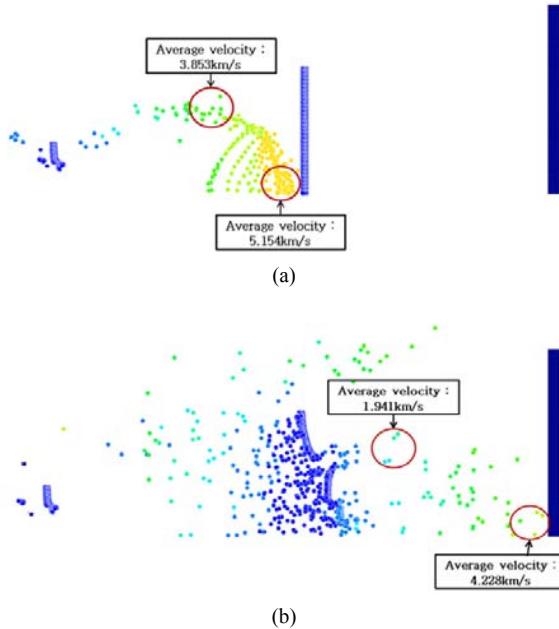 Average velocity :
3.853km/s
Average velocity :
5.154km/s
(a)
Average velocity :
1.941km/s
Average velocity :
4.228km/s
(b)